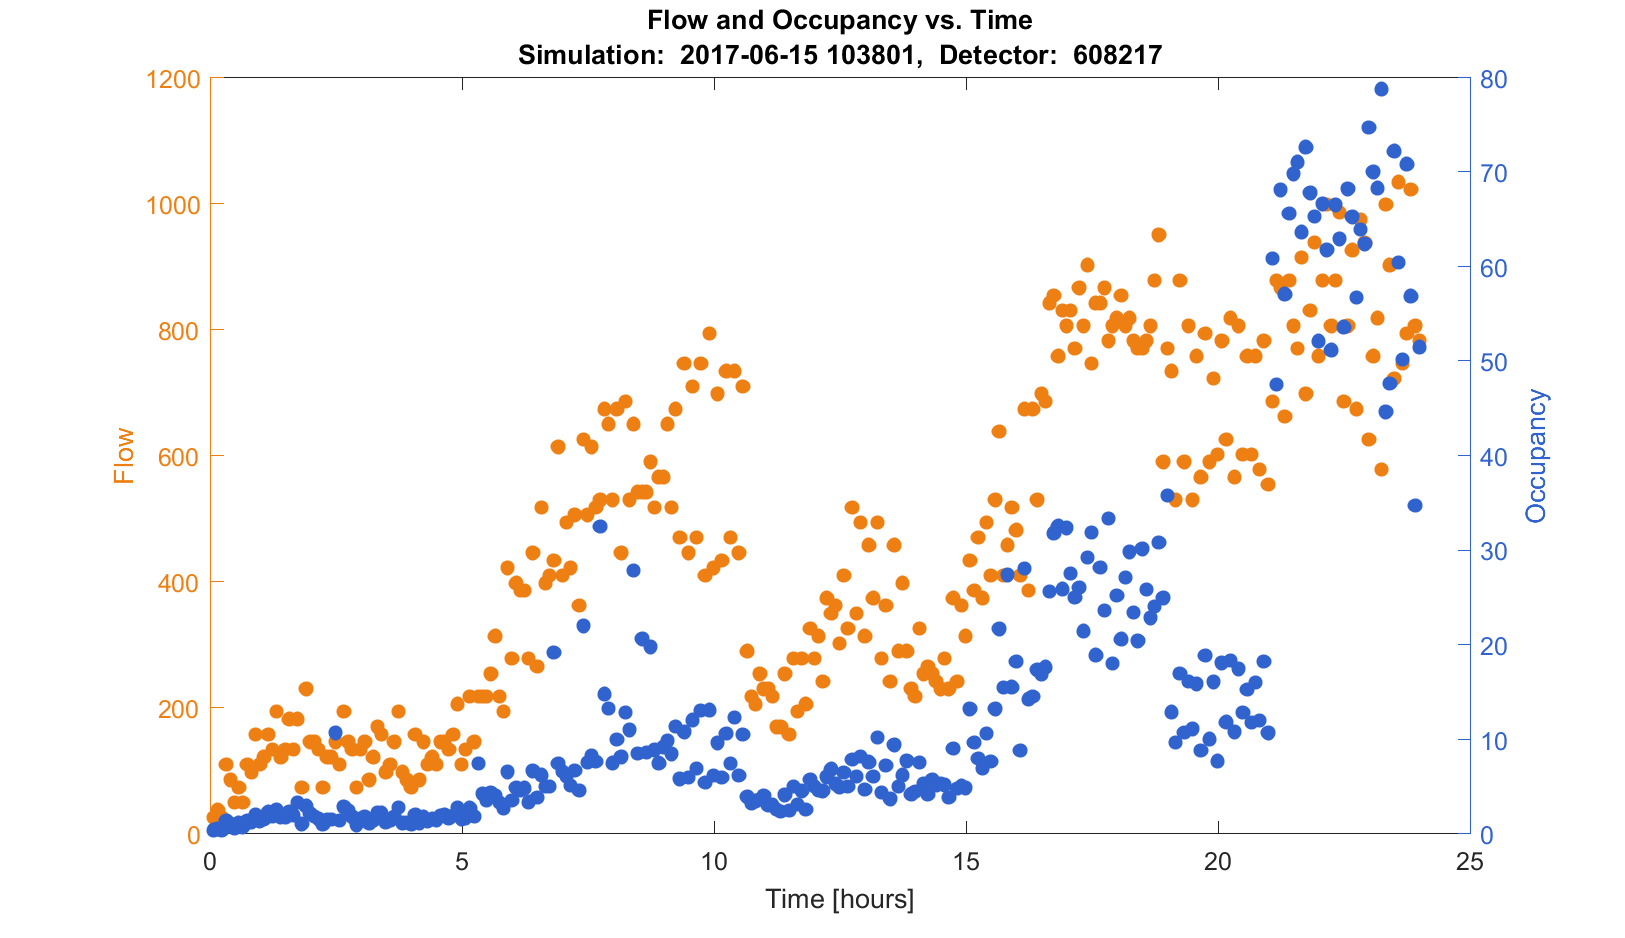 Flow and Occupancy vs. Time
Simulation:  2017-06-15 103801,  Detector:  608217
1200
1000
800
600
400
200
0
Flow
80
70
60
50
40
30
20
10
0
Occupancy
0 5 10 15 20 25
Time [hours]